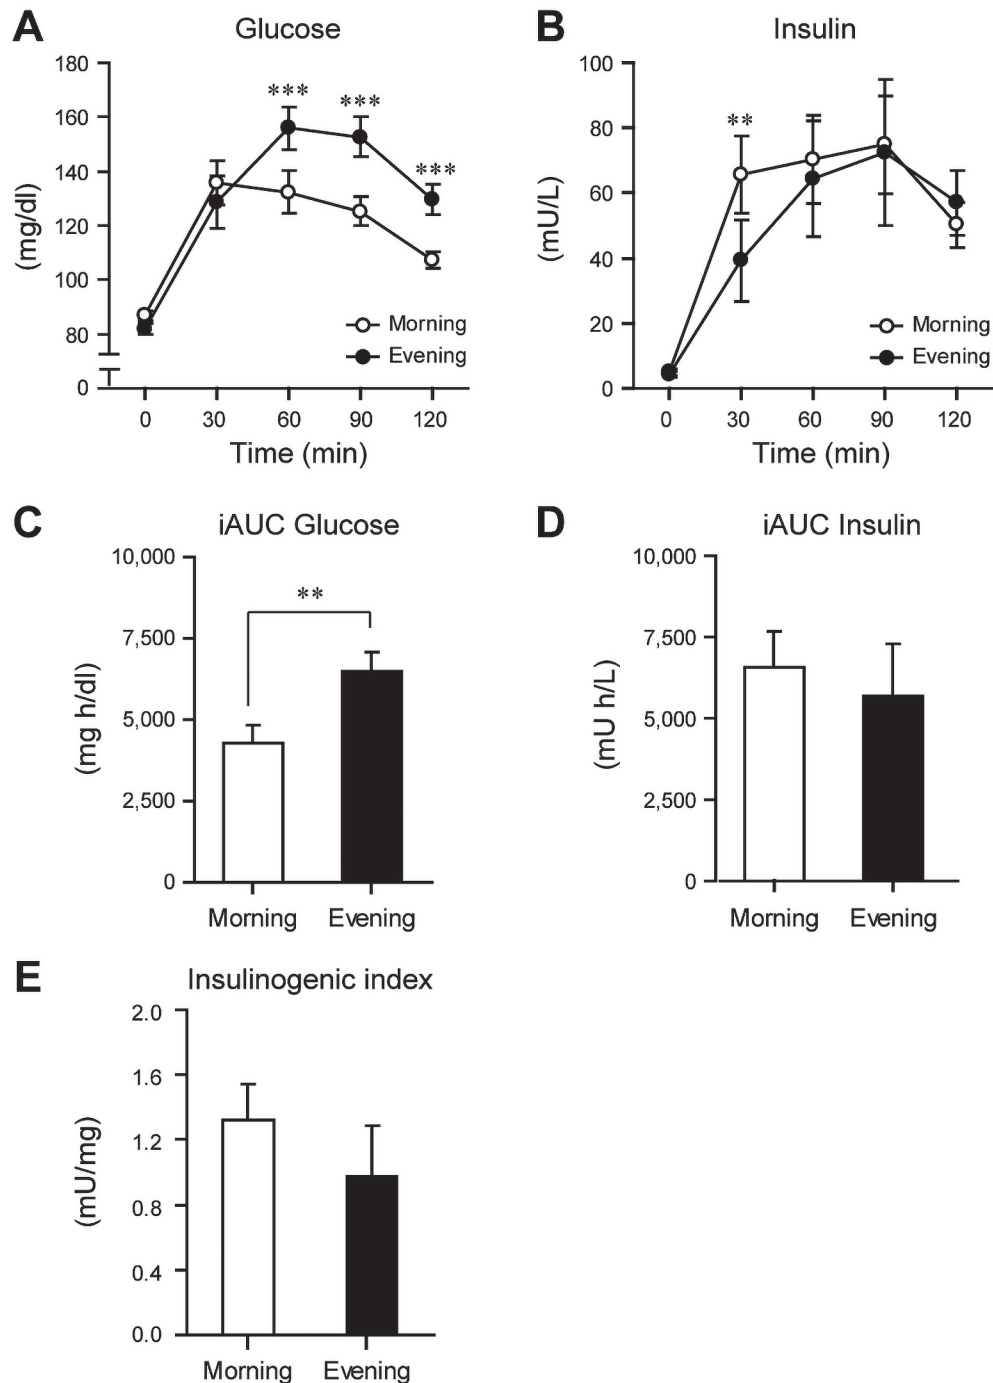 A
Glucose
180
160
140
120
100
80
0
(mg/dl)
***
***
***
Morning
Evening
0 30 60 90 120
Time (min)
B
Insulin
100
80
60
40
20
0
(mU/L)
**
Morning
Evening
0 30 60 90 120
Time (min)
C
iAUC Glucose
10,000
7,500
5,000
2,500
0
(mg h/dl)
**
Morning Evening
D
iAUC Insulin
10,000
7,500
5,000
2,500
0
(mU h/L)
Morning Evening
E
Insulinogenic index
2.0
1.6
1.2
0.8
0.4
0.0
(mU/mg)
Morning Evening